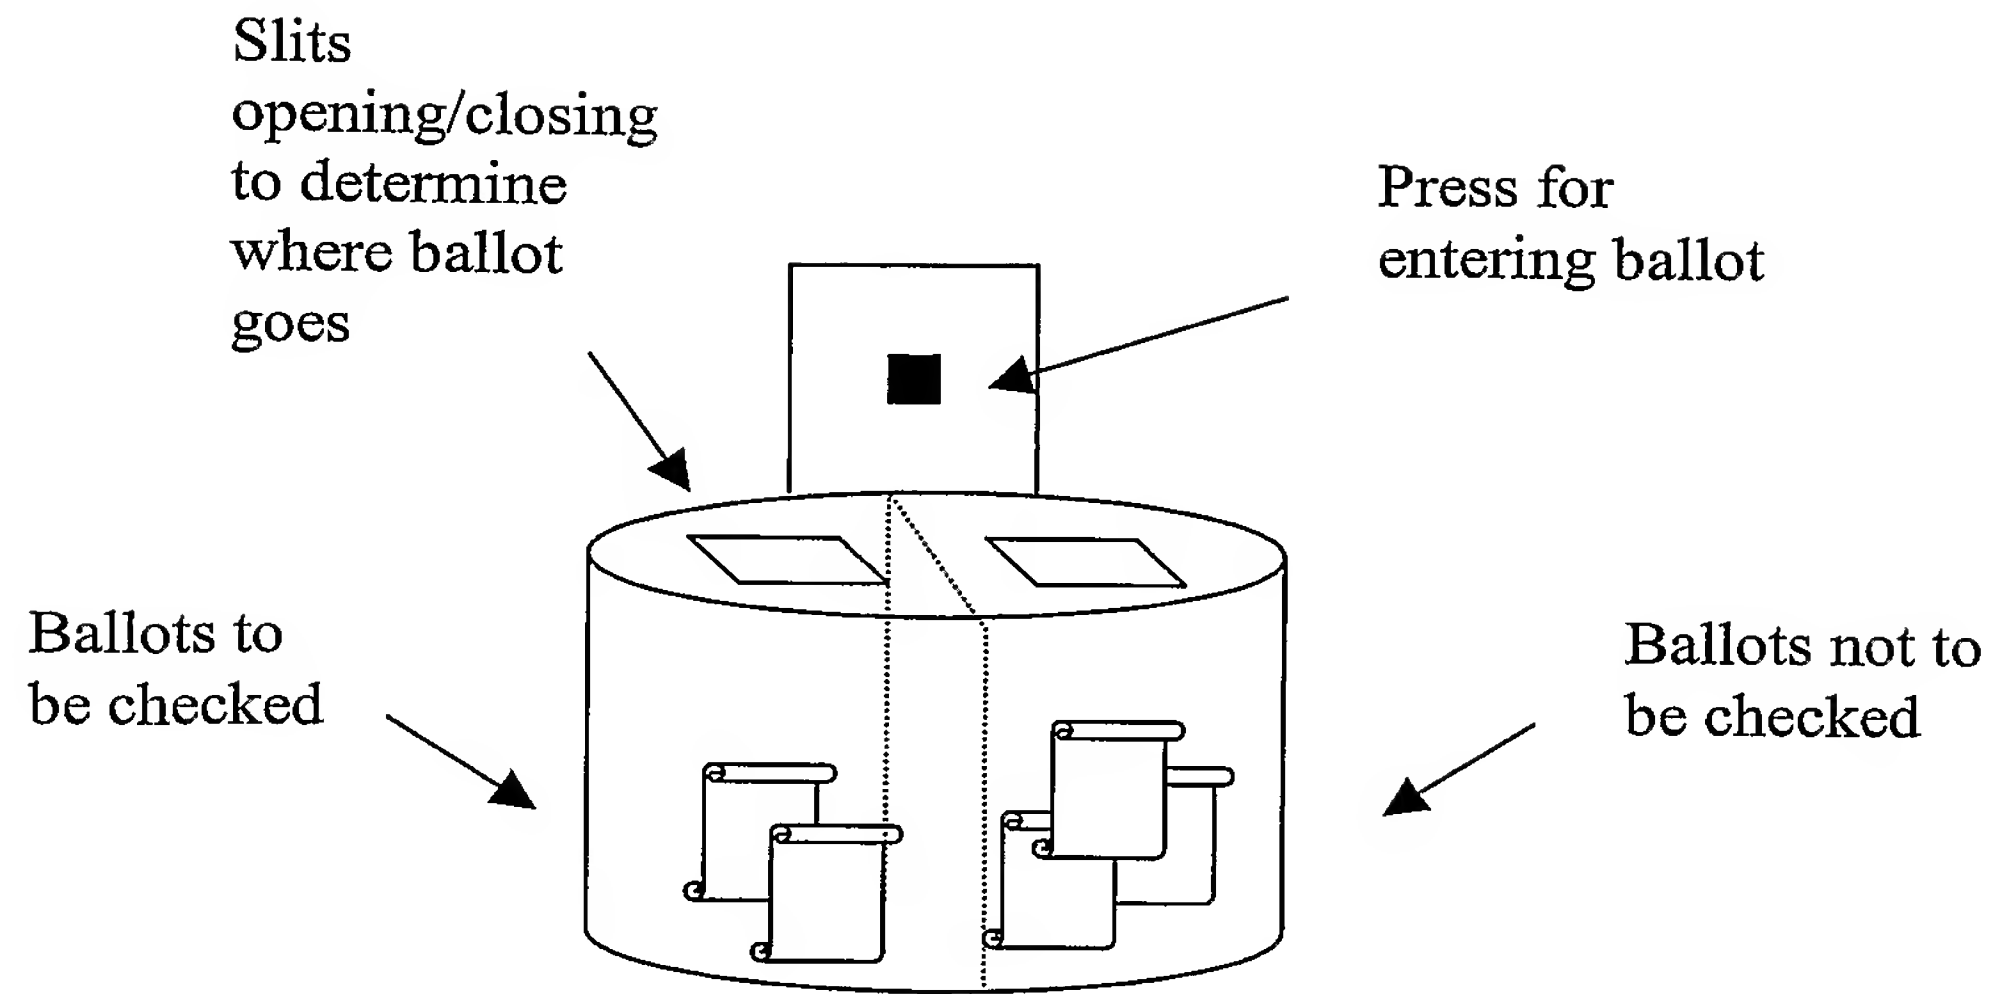 Slits
opening/closing
to determine
where ballot
goes
Press for
entering ballot
Ballots to
be checked
Ballots not to
be checked